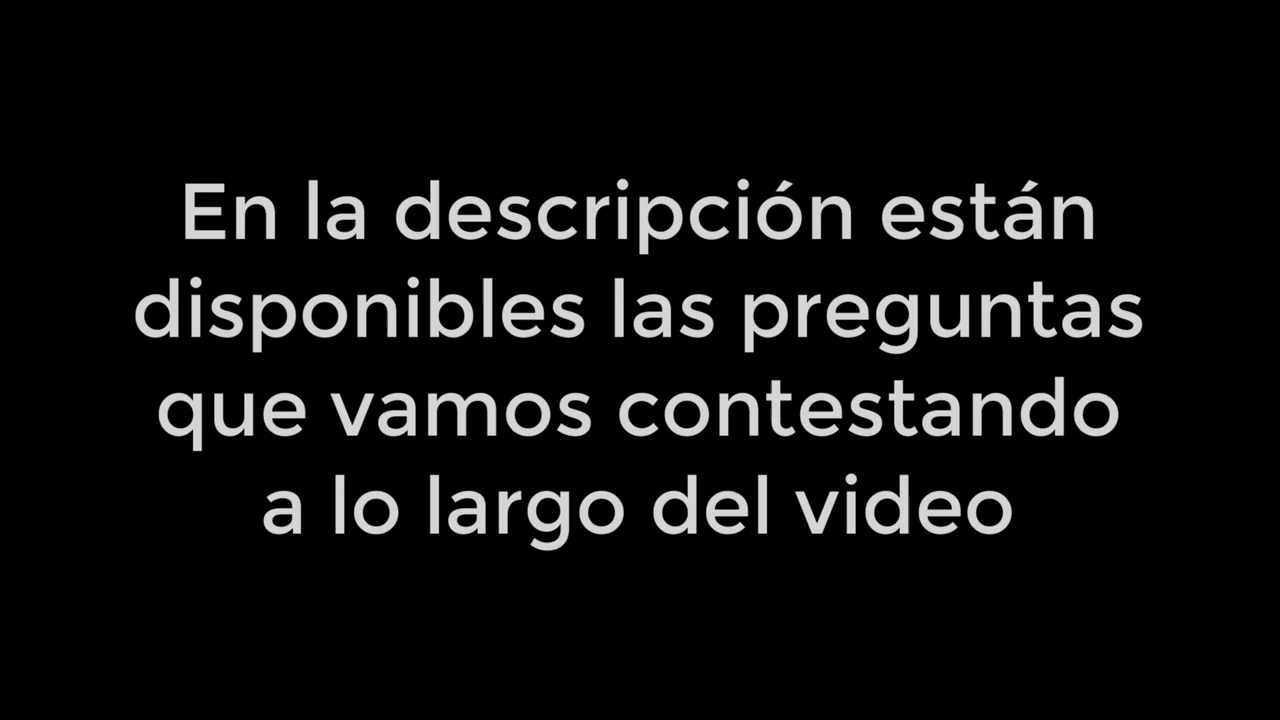 En la descripción están
disponibles las preguntas
que vamos contestando
a lo largo del video